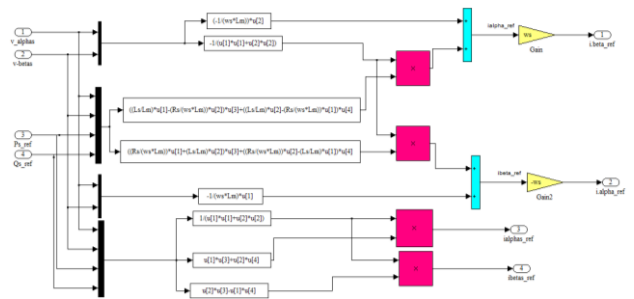 (-1/(ws*Lm))*u[2]
ialpha_ref
1
v_alphas
-1/(u[1]*u[1]+u[2]*u[2])
ws
Gain
1
i.beta_ref
2
v-betas
×
((Ls/Lm)*u[1]-(Rs/(ws*Lm))*u[2])*u[3]+((Ls/Lm)*u[2]-(Rs/(ws*Lm))*u[1])*u[4]
3
Ps_ref
4
Qs_ref
((Rs/(ws*Lm))*u[1]+(Ls/Lm)*u[2])*u[3]+((Rs/(ws*Lm))*u[2]-(Ls/Lm)*u[1])*u[4]
×
ibeta_ref
-ws
Gain2
2
i.alpha_ref
-1/(ws*Lm)*u[1]
1/(u[1]*u[1]+u[2]*u[2])
×
3
ialphas_ref
u[1]*u[3]+u[2]*u[4]
×
4
ibetas_ref
u[2]*u[3]-u[1]*u[4]